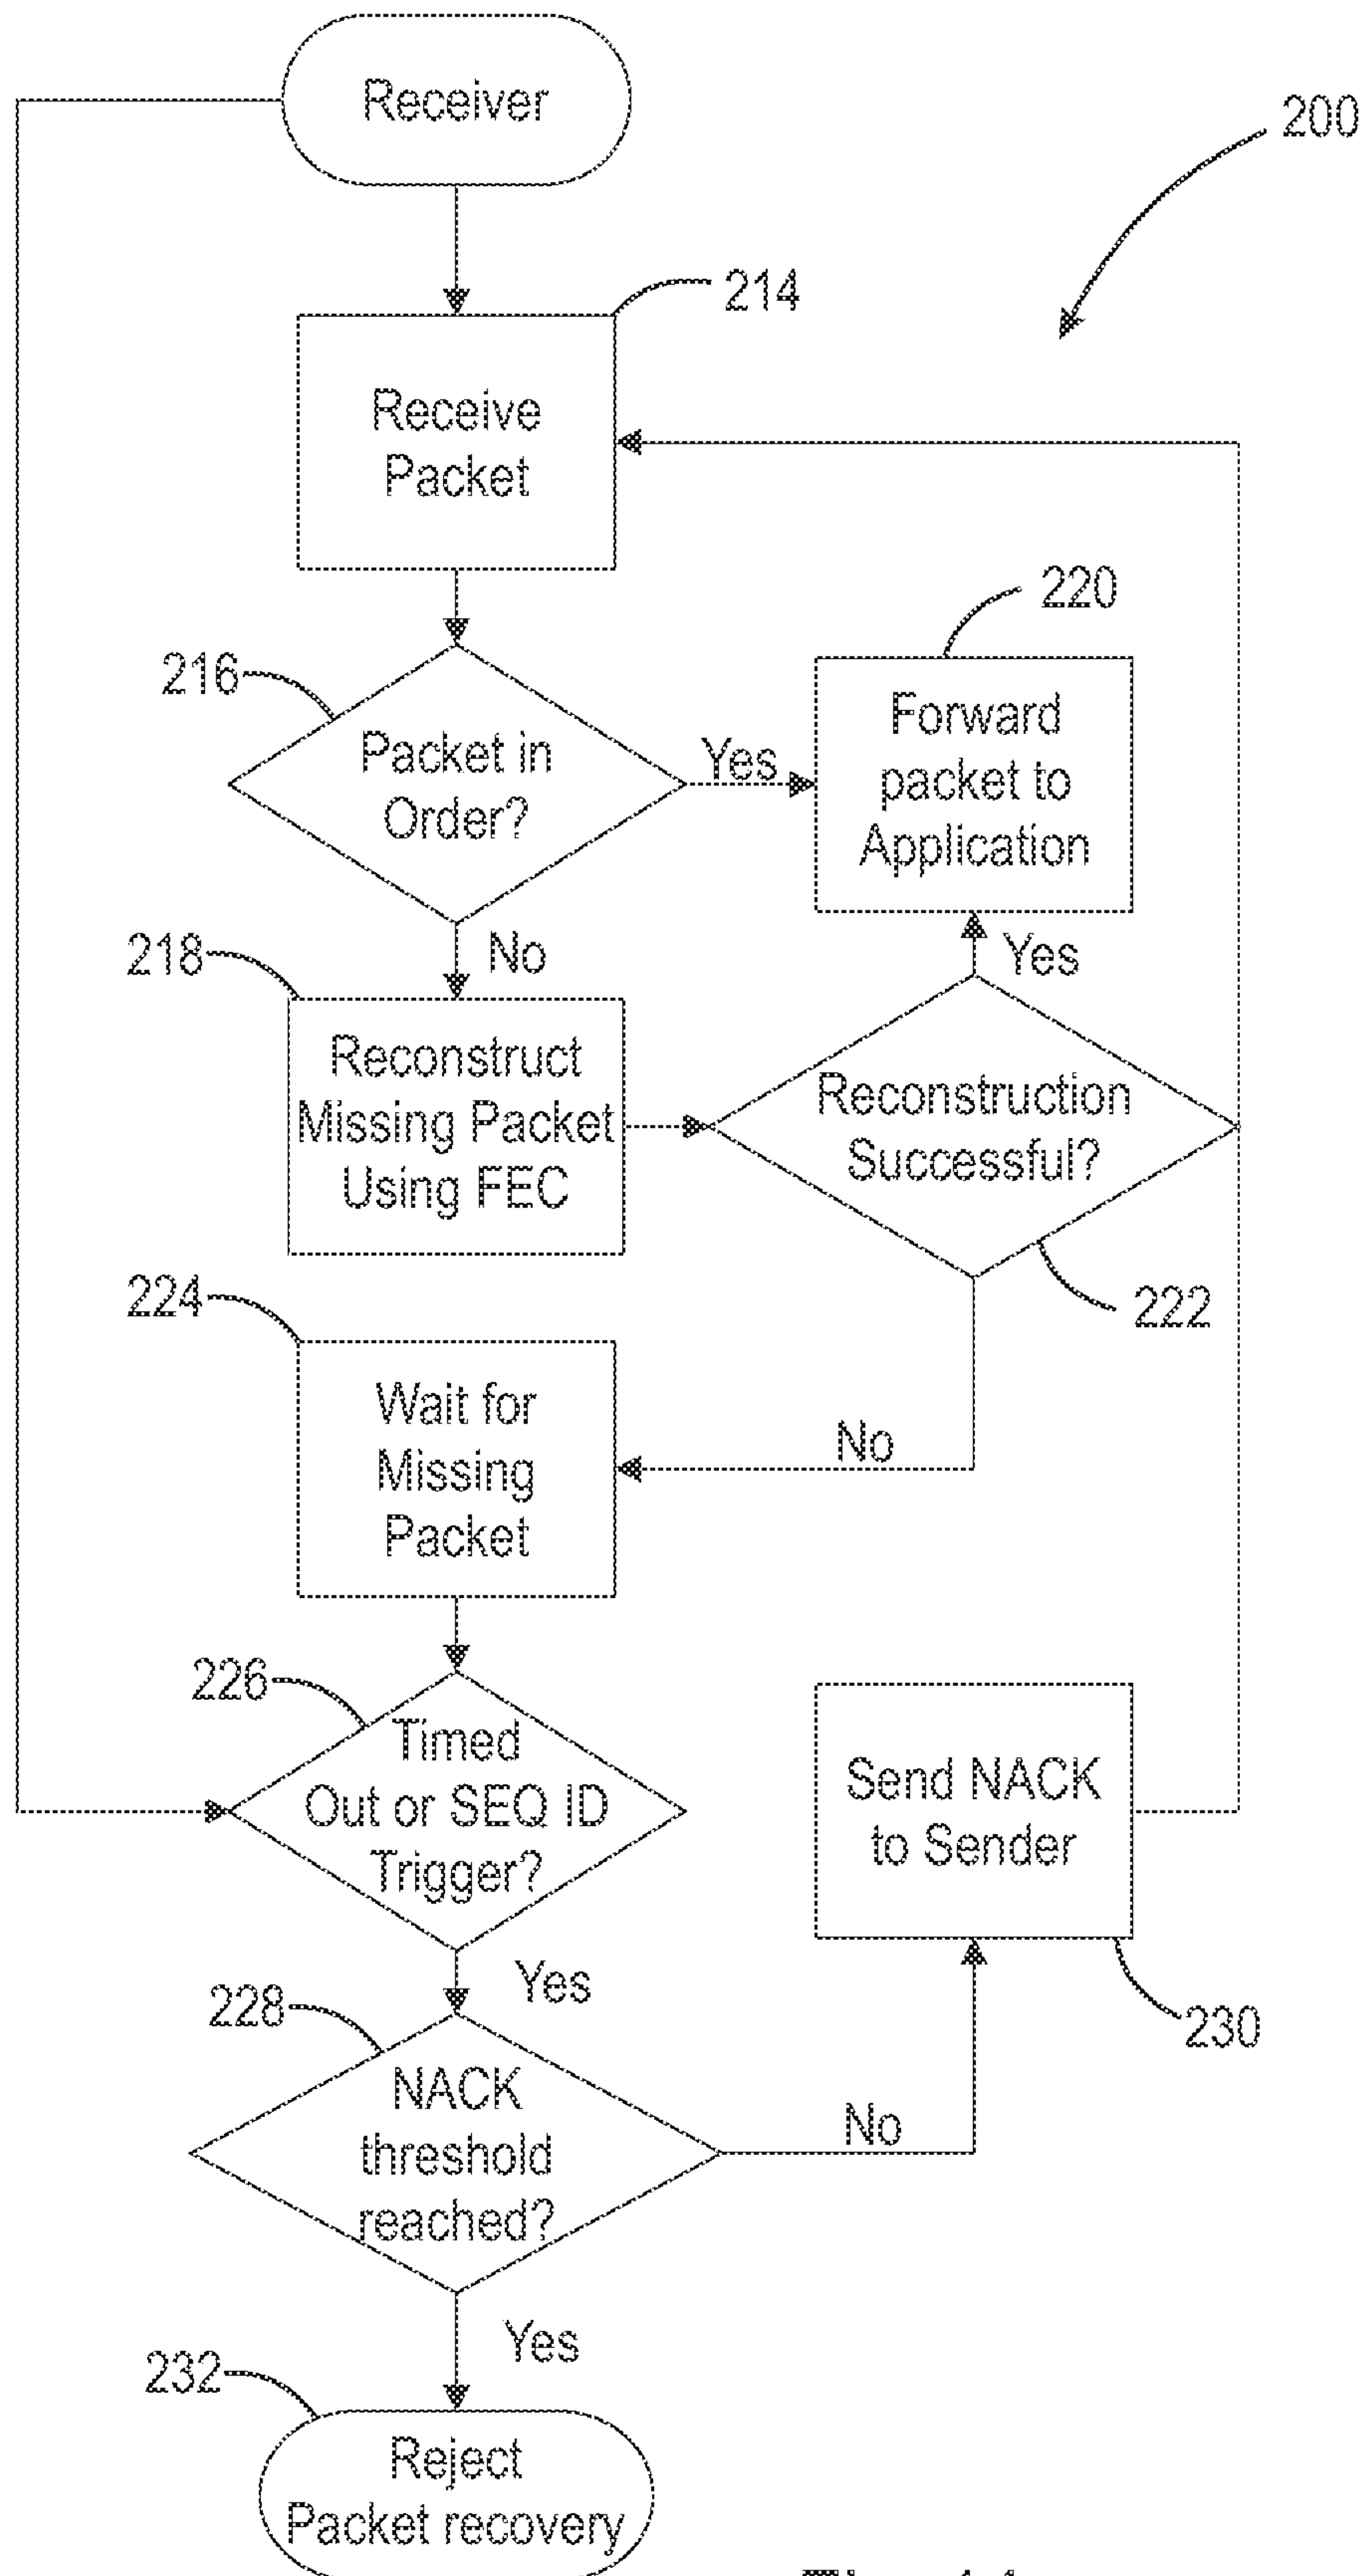 Receiver
200
214
Receive
Packet
220
216
Forward
packet to
Application
Packet in
Order?
Yes
218
No
Yes
Reconstruct
Missing Packet
Using FEC
Reconstruction
Successful?
224
222
Wait for
Missing
Packet
No
226
Timed
Out or SEQ ID
Trigger?
Send NACK
to Sender
Yes
228
230
NACK
threshold
reached?
No
Yes
232
Reject
Packet recovery